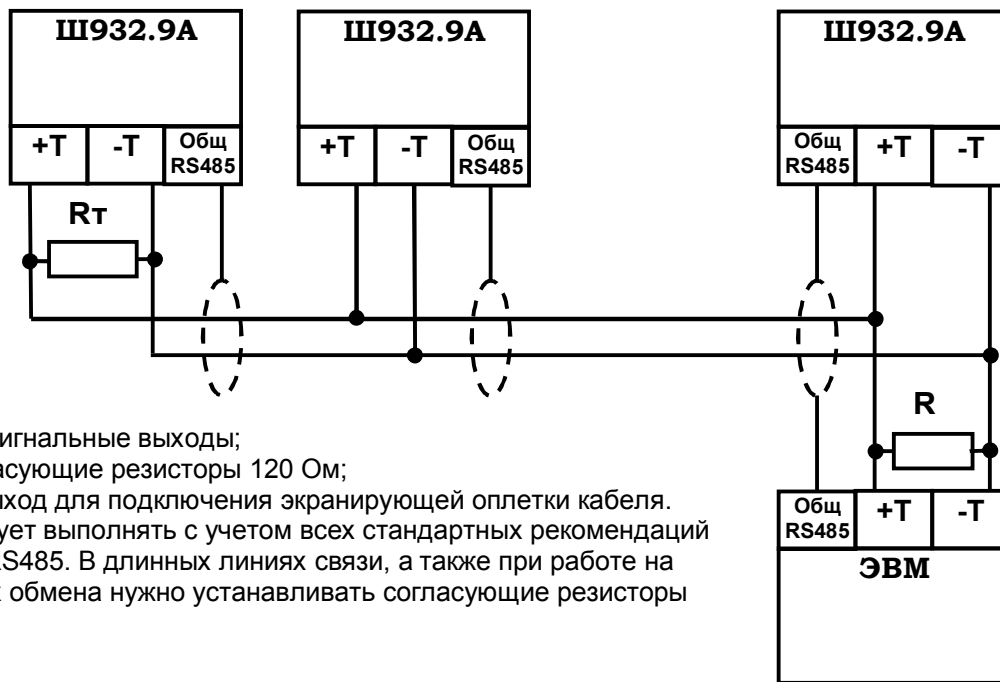 Ш932.9А Ш932.9А Ш932.9А
+Т -Т Общ RS485 +Т -Т Общ RS485 Общ RS485 +Т -Т
Rт
R
игнальные выходы;
асующие резисторы 120 Ом;
ыход для подключения экранирующей оплетки кабеля.
ует выполнять с учетом всех стандартных рекомендаций
S485. В длинных линиях связи, а также при работе на
обмена нужно устанавливать согласующие резисторы
Общ RS485 +Т -Т
ЭВМ